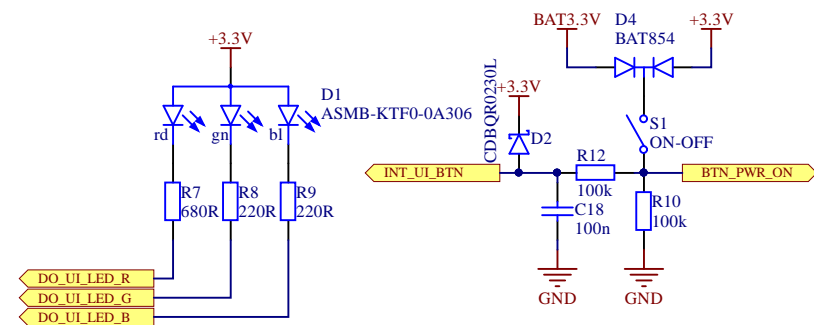 +3.3V
D1
ASMB-KTF0-0A306
rd
gn
bl
R7
680R
R8
220R
R9
220R
DO_UI_LED_R
DO_UI_LED_G
DO_UI_LED_B
BAT3.3V
D4
BAT854
+3.3V
CDBQR0230L
+3.3V
D2
S1
ON-OFF
INT_UI_BTN
R12
100k
BTN_PWR_ON
C18
100n
R10
100k
GND
GND